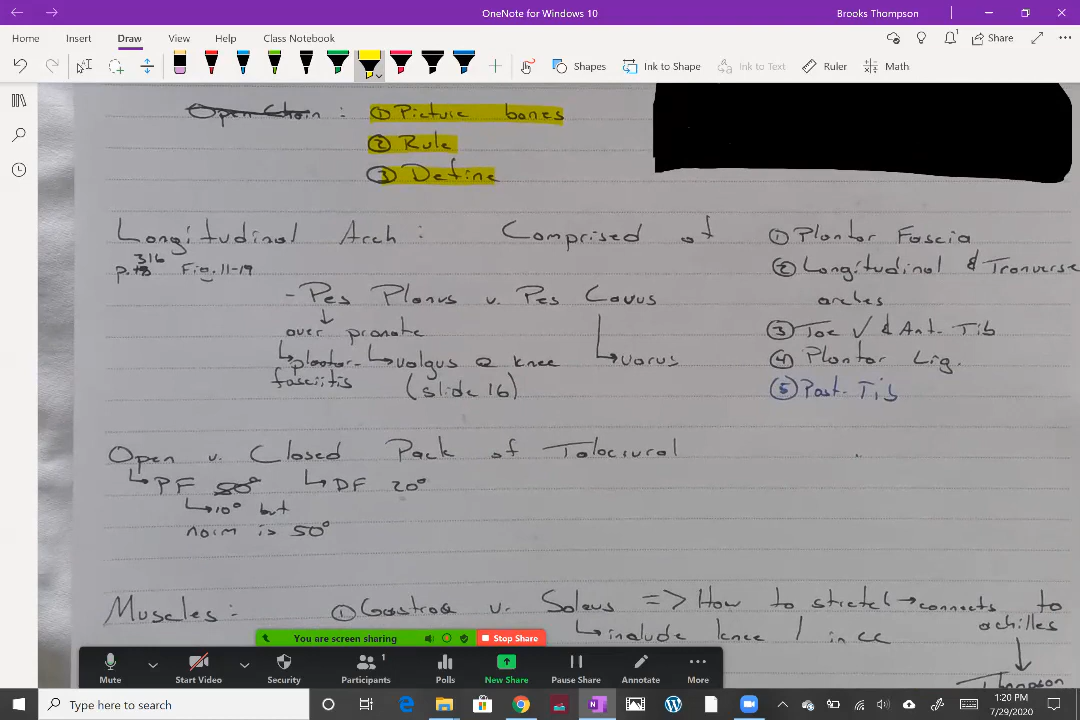 OneNote for Windows 10
Brooks Thompson
Home Insert Draw View Help Class Notebook
Share
Shapes
Ink to Shape
Ink to Text
Ruler
Math
Open Chain : ① Picture bones
② Rule
③ Define
Longitudinal Arch : Comprised of ① Plantar Fascia
p. 316 Fig. 11-19
② Longitudinal & Tranverse
arches
- Pes Planus v. Pes Cavus
over pronate
③ Toe & Ant. Tib
plantar valgus @ knee varus
④ Plantar Lig.
fasciitis (slide 16)
⑤ Post. Tib
Open v. Closed Pack of Talocrural
PF 50° DF 20°
10° but
norm is 50°
Muscles: ① Gastroc v. Soleus => How to stretch → connects to
achilles
include knee / in CC
Thompson
You are screen sharing
Stop Share
Mute
Start Video
Security
Participants 1
Polls
New Share
Pause Share
Annotate
More
Type here to search
1:20 PM
7/29/2020